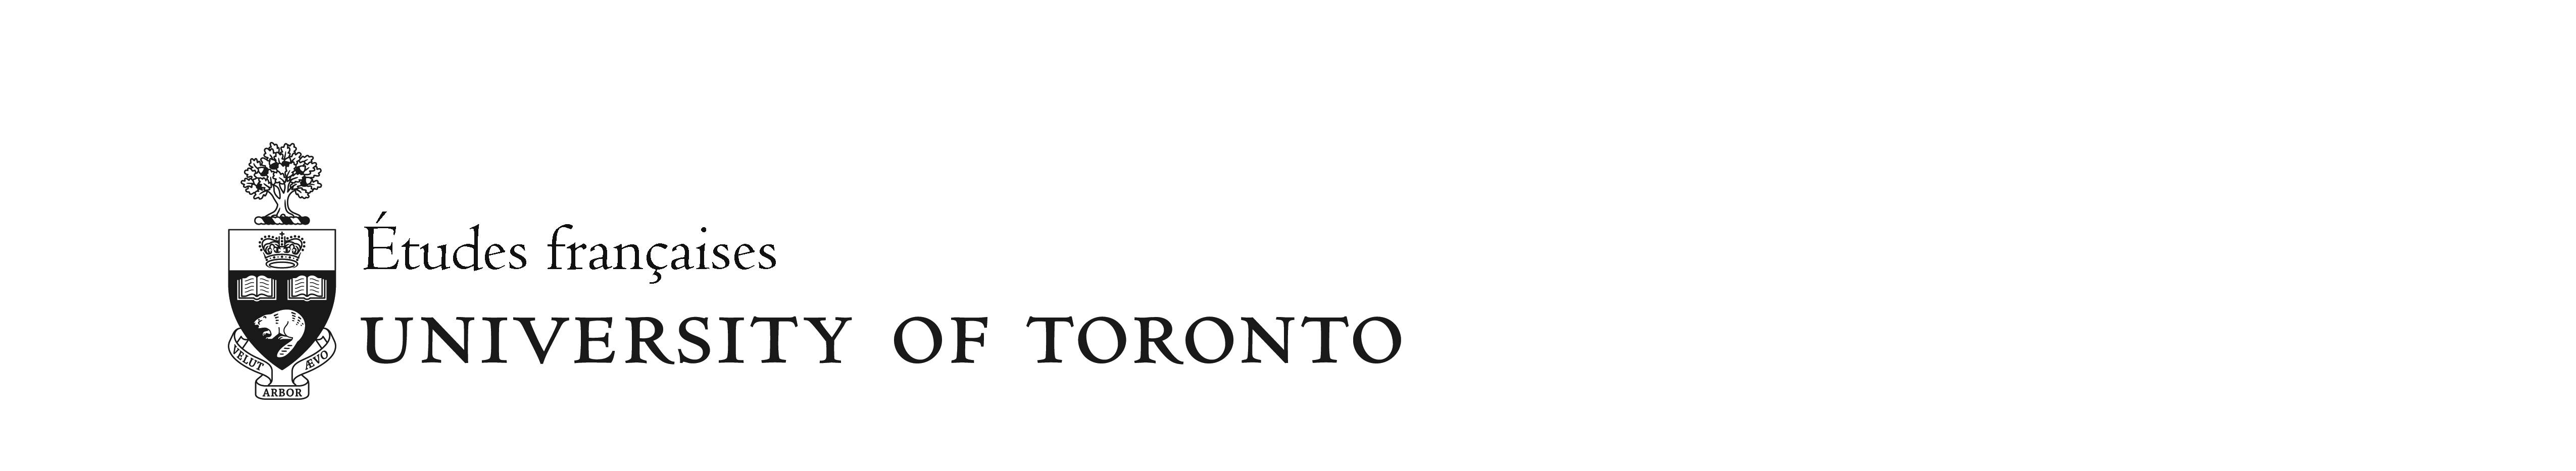 Études françaises
UNIVERSITY OF TORONTO
VELUT
ARBOR
ÆVO